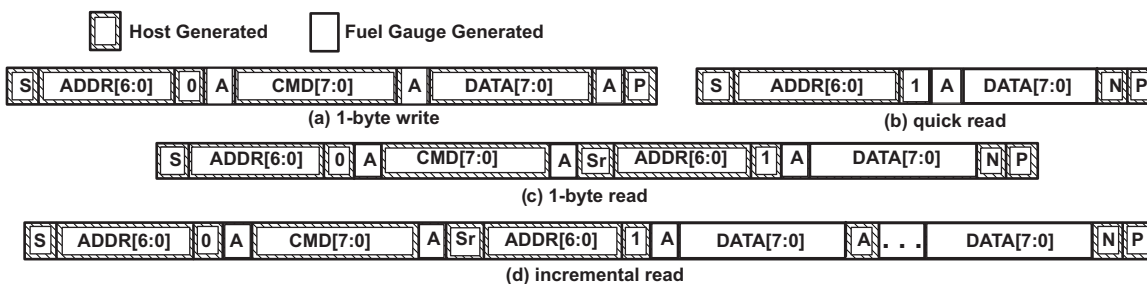 Host Generated Fuel Gauge Generated
S ADDR[6:0] 0 A CMD[7:0] A DATA[7:0] A P
(a) 1-byte write
S ADDR[6:0] 1 A DATA[7:0] N P
(b) quick read
S ADDR[6:0] 0 A CMD[7:0] A Sr ADDR[6:0] 1 A DATA[7:0] N P
(c) 1-byte read
S ADDR[6:0] 0 A CMD[7:0] A Sr ADDR[6:0] 1 A DATA[7:0] A . . . DATA[7:0] N P
(d) incremental read